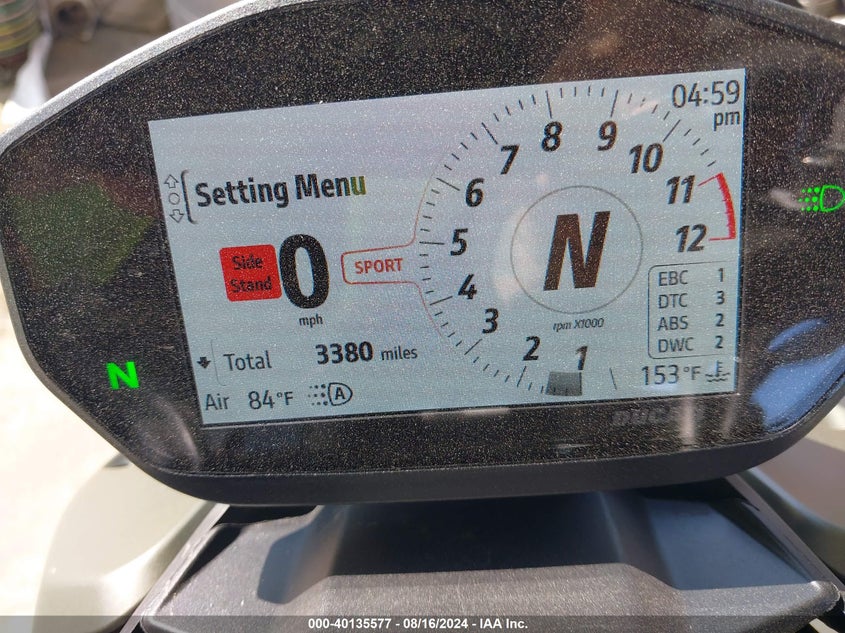 04:59
pm
Setting Menu
7 8 9
6 10
5 11
4 12
3
2 1
N
rpm X1000
SPORT
Side
Stand
0
mph
EBC 1
DTC 3
ABS 2
DWC 2
Total 3380 miles
153 °F
Air 84°F A
N
DUCATI
000-40135577 - 08/16/2024 - IAA Inc.